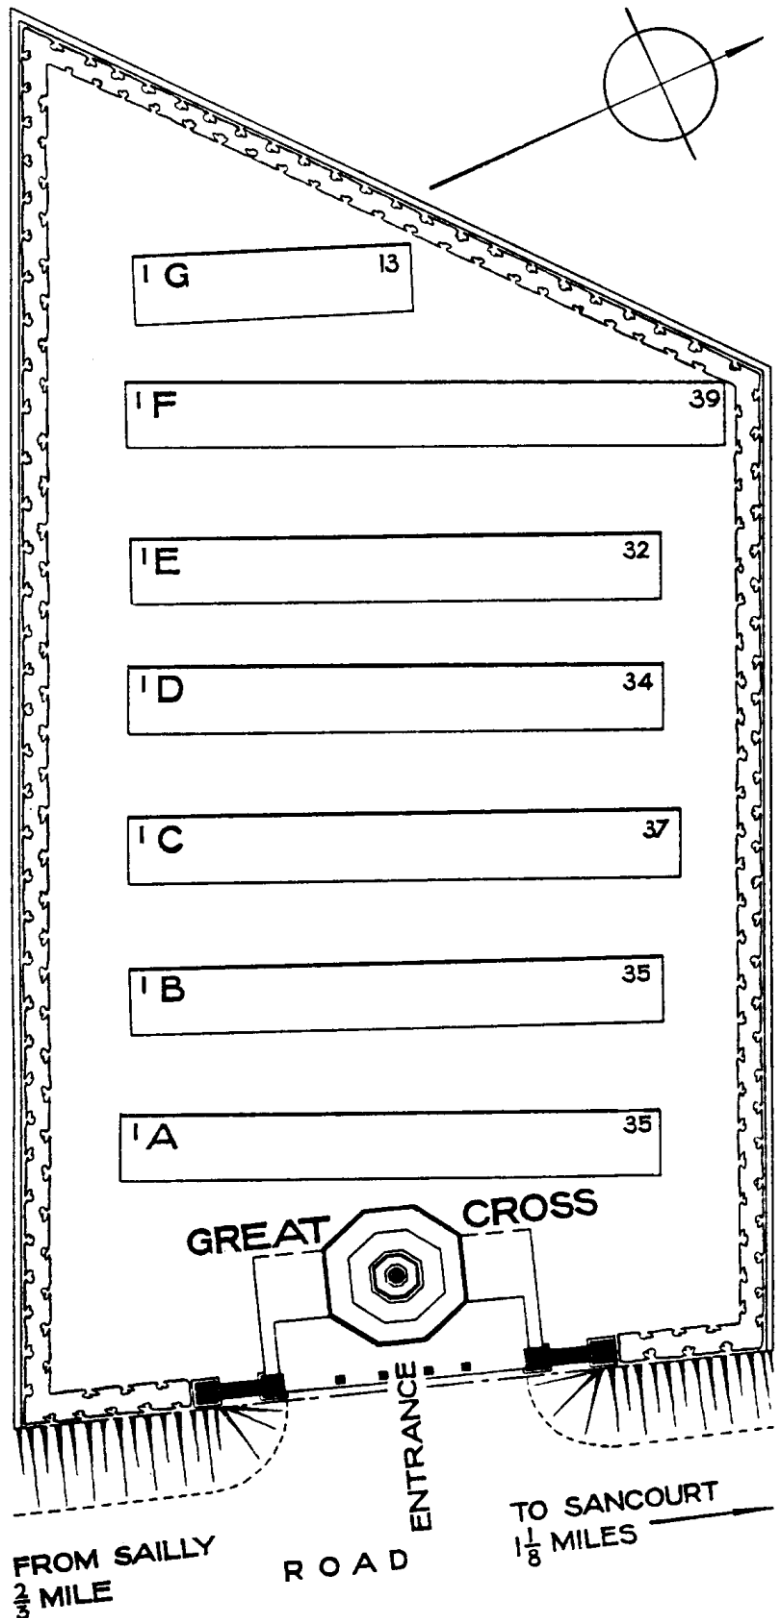 1 G 13
1 F 39
1 E 32
1 D 34
1 C 37
1 B 35
1 A 35
GREAT CROSS
ENTRANCE
TO SANCOURT
1 1/8 MILES
FROM SAILLY
2/3 MILE
ROAD